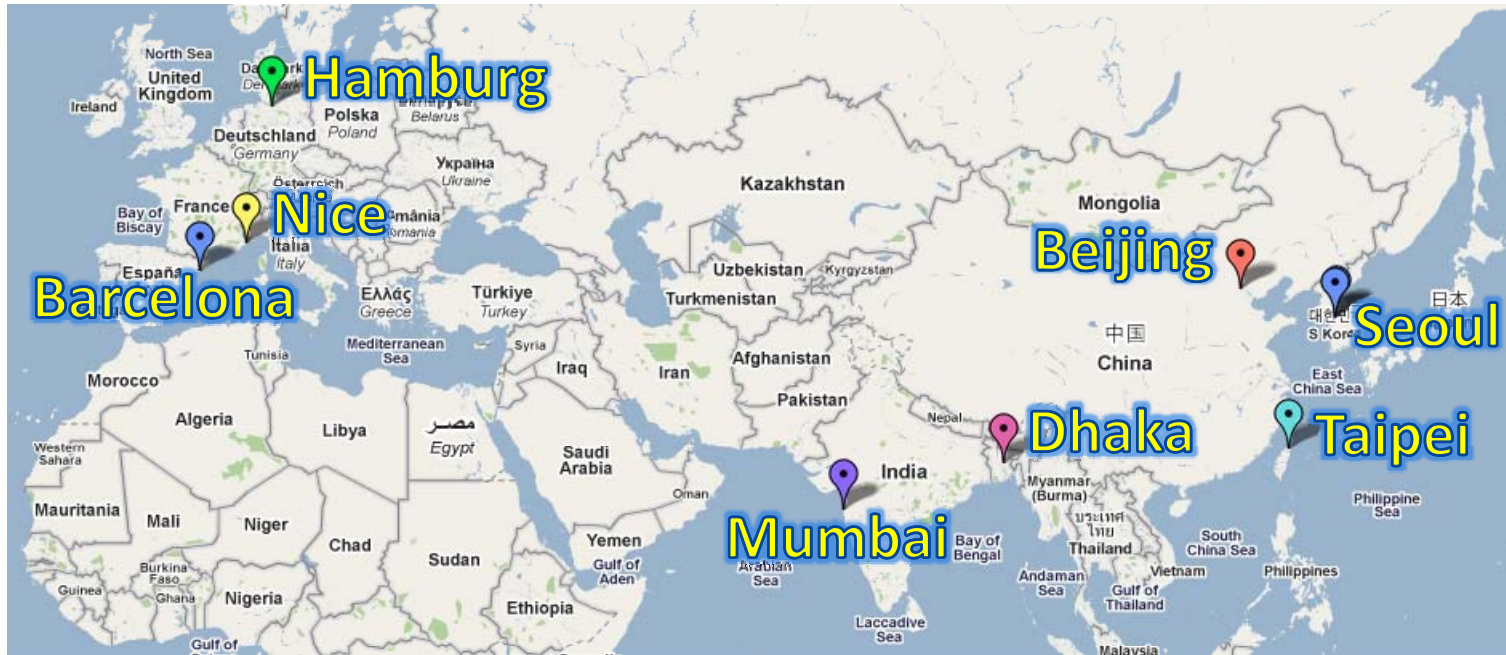 North Sea
United
Kingdom
Ireland
Hamburg
Polska
Poland
Belarus
Deutschland
Germany
Україна
Ukraine
Österreich
Kazakhstan
Mongolia
Bay of
Biscay
France
Nice
Italia
Italy
España
Barcelona
Ελλάς
Greece
Türkiye
Turkey
Uzbekistan
Kyrgyzstan
Turkmenistan
Beijing
日本
Seoul
S Korea
中国
China
Mediterranean
Sea
Tunisia
Syria
Iraq
Iran
Afghanistan
Pakistan
East
China Sea
Morocco
Algeria
Libya
مصر
Egypt
Western
Sahara
Saudi
Arabia
Nepal
Dhaka
Taipei
India
Oman
Myanmar
(Burma)
Mauritania
Mali
Niger
Chad
Sudan
Yemen
Gulf of
Aden
Mumbai
Arabian
Sea
Bay of
Bengal
ประเทศ
ไทย
Thailand
Vietnam
South
China Sea
Philippine
Sea
Philippines
Andaman
Sea
Gulf of
Thailand
Burkina
Faso
Guinea
Ghana
Nigeria
Ethiopia
Laccadive
Sea
Gulf of
Malaysia